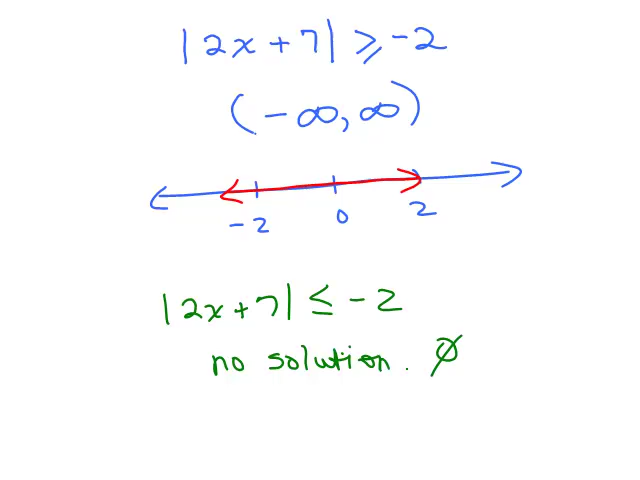 |2x+7| ≥ -2
(-∞, ∞)
-2 0 2
|2x+7| ≤ -2
no solution. ∅